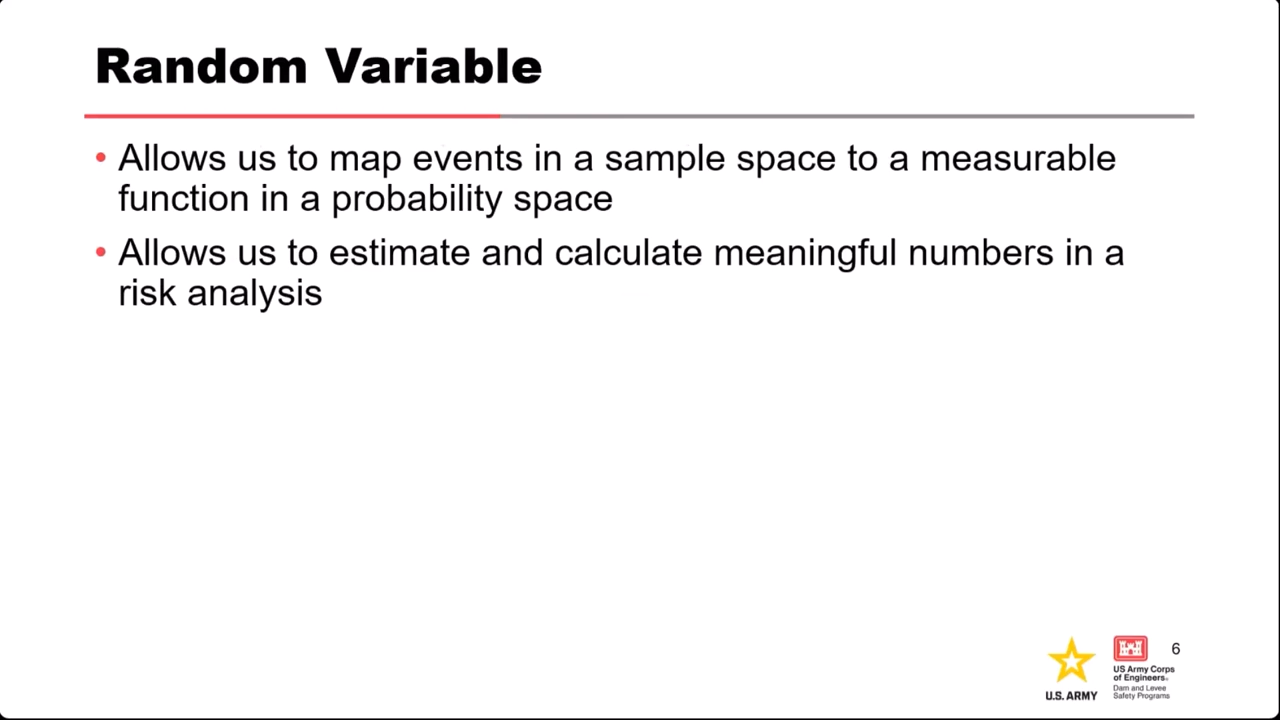 Random Variable
• Allows us to map events in a sample space to a measurable
function in a probability space
• Allows us to estimate and calculate meaningful numbers in a
risk analysis
6
U.S. ARMY
US Army Corps
of Engineers®
Dam and Levee
Safety Programs